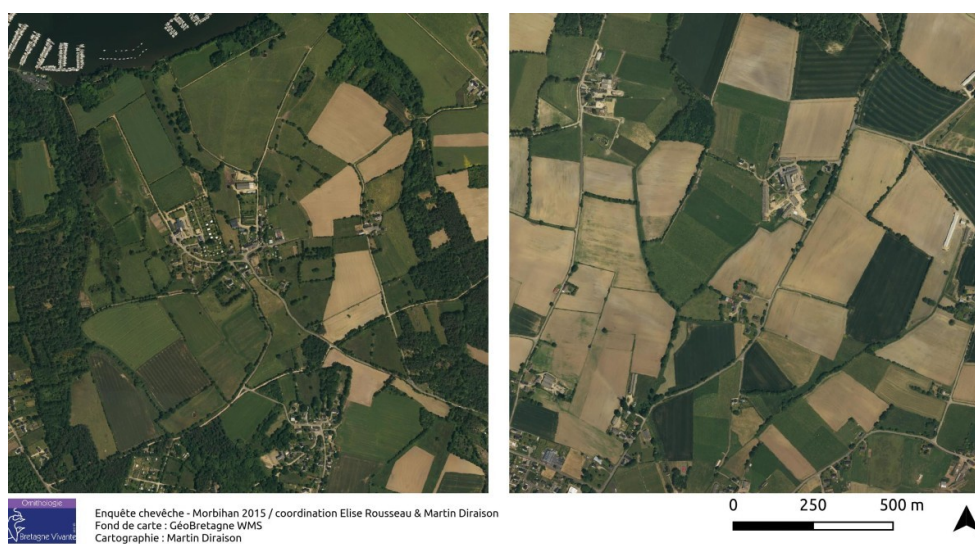 Ornithologie
Bretagne Vivante
Enquête chevêche - Morbihan 2015 / coordination Elise Rousseau & Martin Diraison
Fond de carte : GéoBretagne WMS
Cartographie : Martin Diraison
0 250 500 m